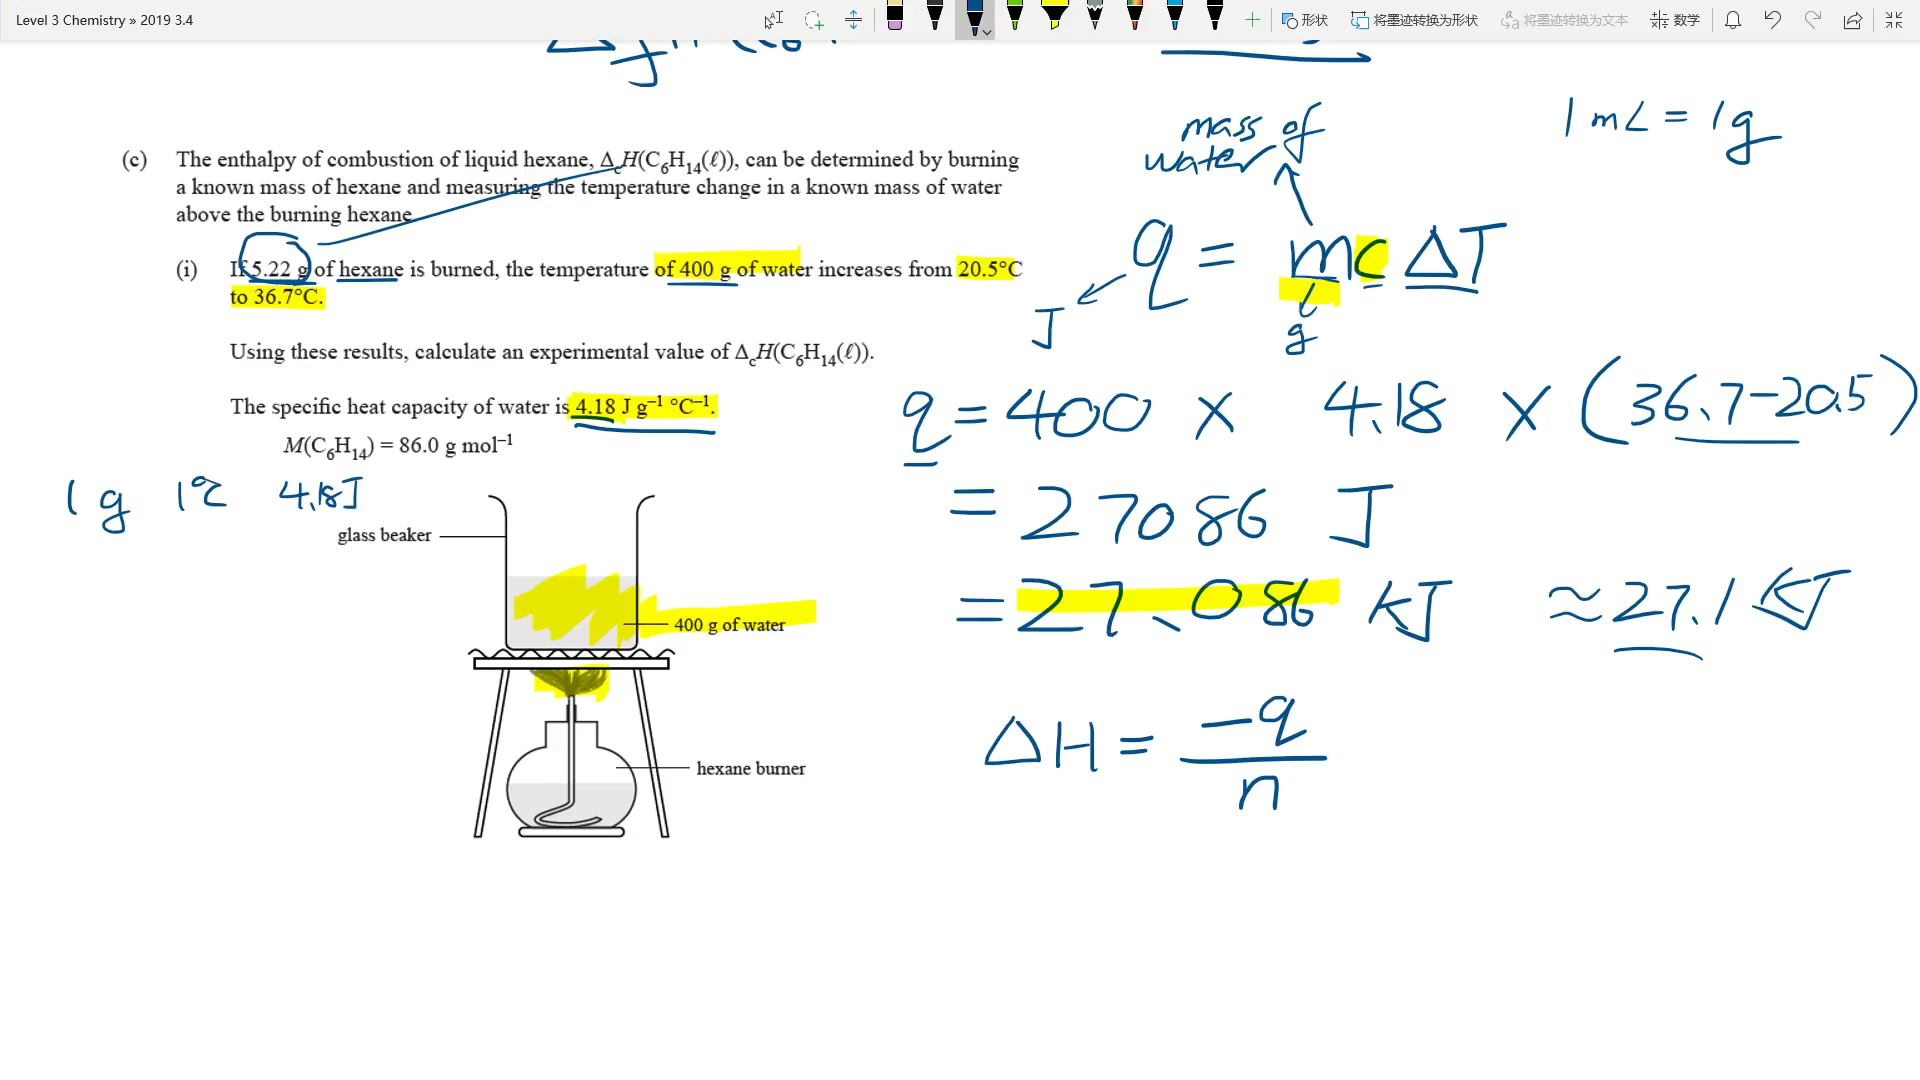 Level 3 Chemistry » 2019 3.4
形状
将墨迹转换为形状
将墨迹转换为文本
数学
1 mL = 1g
mass of
water
(c) The enthalpy of combustion of liquid hexane, ΔcH(C6H14(ℓ)), can be determined by burning
a known mass of hexane and measuring the temperature change in a known mass of water
above the burning hexane
q = mcΔT
J
g
(i) If 5.22 g of hexane is burned, the temperature of 400 g of water increases from 20.5°C
to 36.7°C.
Using these results, calculate an experimental value of ΔcH(C6H14(ℓ)).
The specific heat capacity of water is 4.18 J g–1 °C–1.
M(C6H14) = 86.0 g mol–1
q = 400 × 4.18 × (36.7-20.5)
= 27086 J
= 27.086 kJ ≈ 27.1 kJ
ΔH = -q
n
1 g 1℃ 4.18J
glass beaker
400 g of water
hexane burner